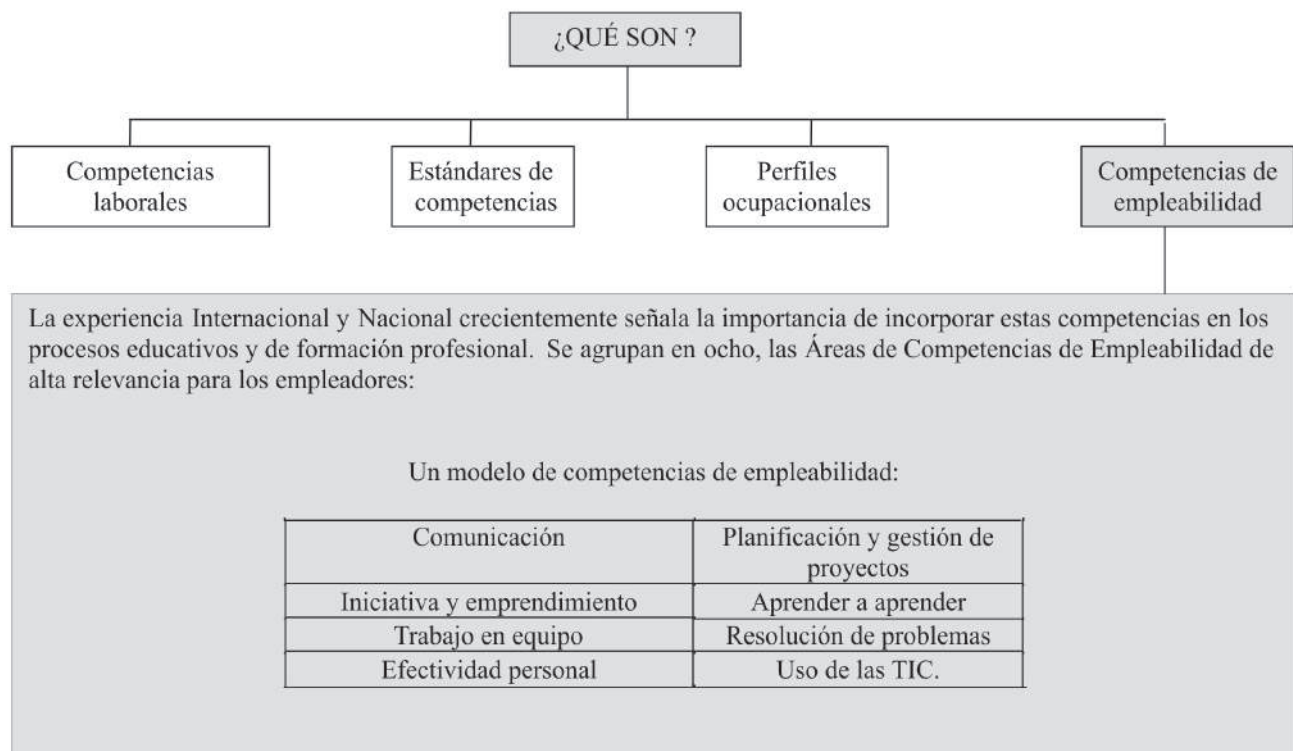 ¿QUÉ SON ?
Competencias
laborales
Estándares de
competencias
Perfiles
ocupacionales
Competencias de
empleabilidad
La experiencia Internacional y Nacional crecientemente señala la importancia de incorporar estas competencias en los
procesos educativos y de formación profesional.  Se agrupan en ocho, las Áreas de Competencias de Empleabilidad de
alta relevancia para los empleadores:
Un modelo de competencias de empleabilidad:
Comunicación
Planificación y gestión de
proyectos
Iniciativa y emprendimiento
Aprender a aprender
Trabajo en equipo
Resolución de problemas
Efectividad personal
Uso de las TIC.